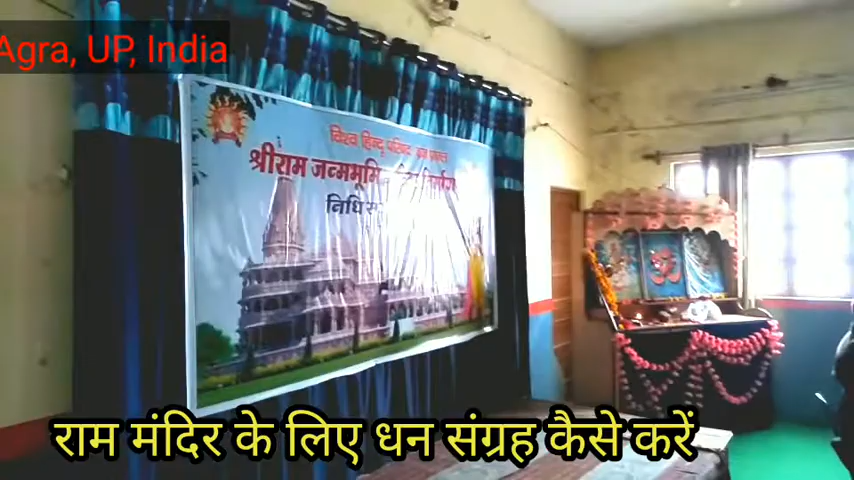 Agra, UP, India
विश्व हिन्दू परिषद
श्रीराम जन्मभूमि
निधि
राम मंदिर के लिए धन संग्रह कैसे करें